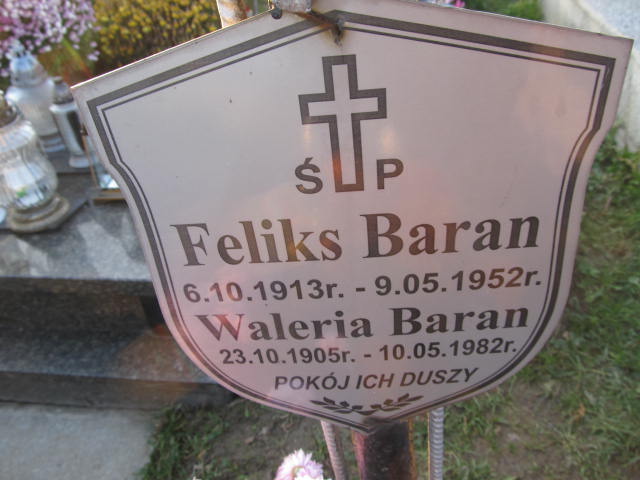 Ś P
Feliks Baran
6.10.1913r. - 9.05.1952r.
Waleria Baran
23.10.1905r. - 10.05.1982r.
POKÓJ ICH DUSZY